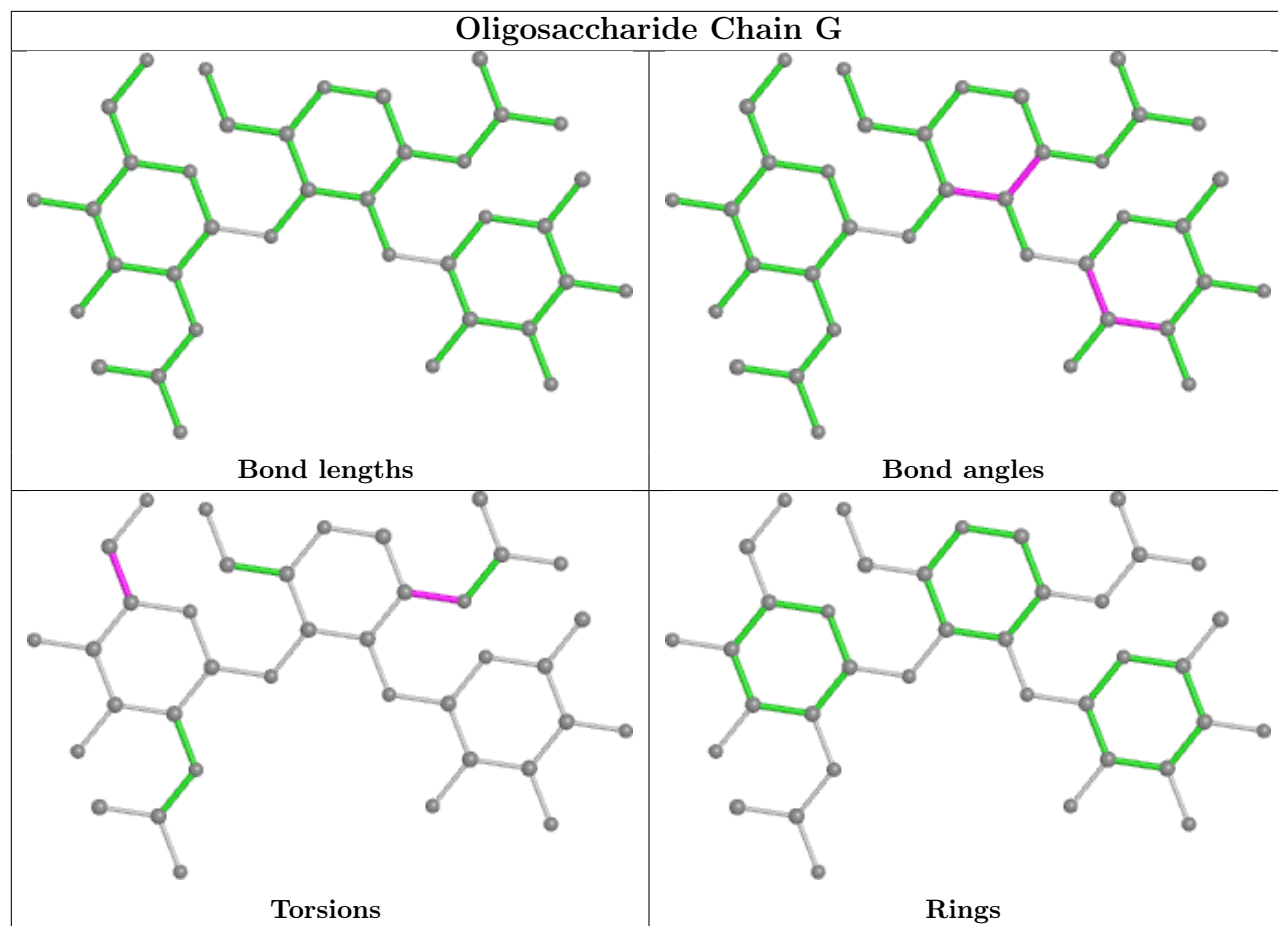 Oligosaccharide Chain G
Bond lengths
Bond angles
Torsions
Rings